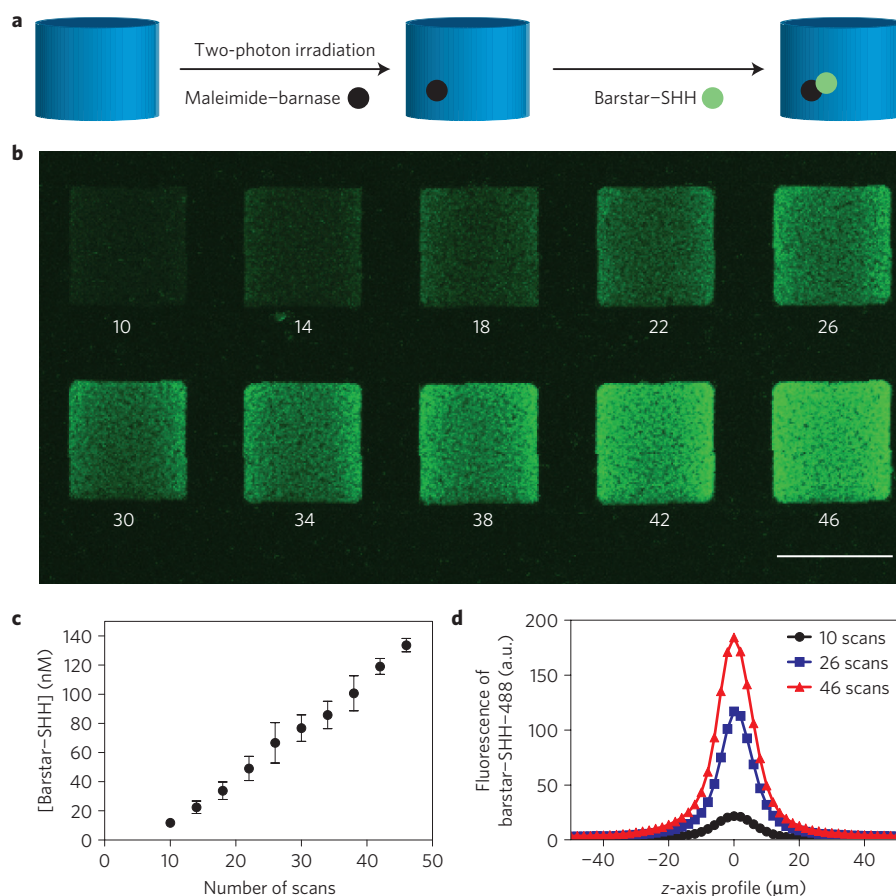 a
Two-photon irradiation
Maleimide–barnase
Barstar–SHH
b
10 14 18 22 26
30 34 38 42 46
c
[Barstar–SHH] (nM)
140
120
100
80
60
40
20
0
0 10 20 30 40 50
Number of scans
d
Fluorescence of
barstar–SHH–488 (a.u.)
200
150
100
50
0
10 scans
26 scans
46 scans
−40 −20 0 20 40
z-axis profile (μm)